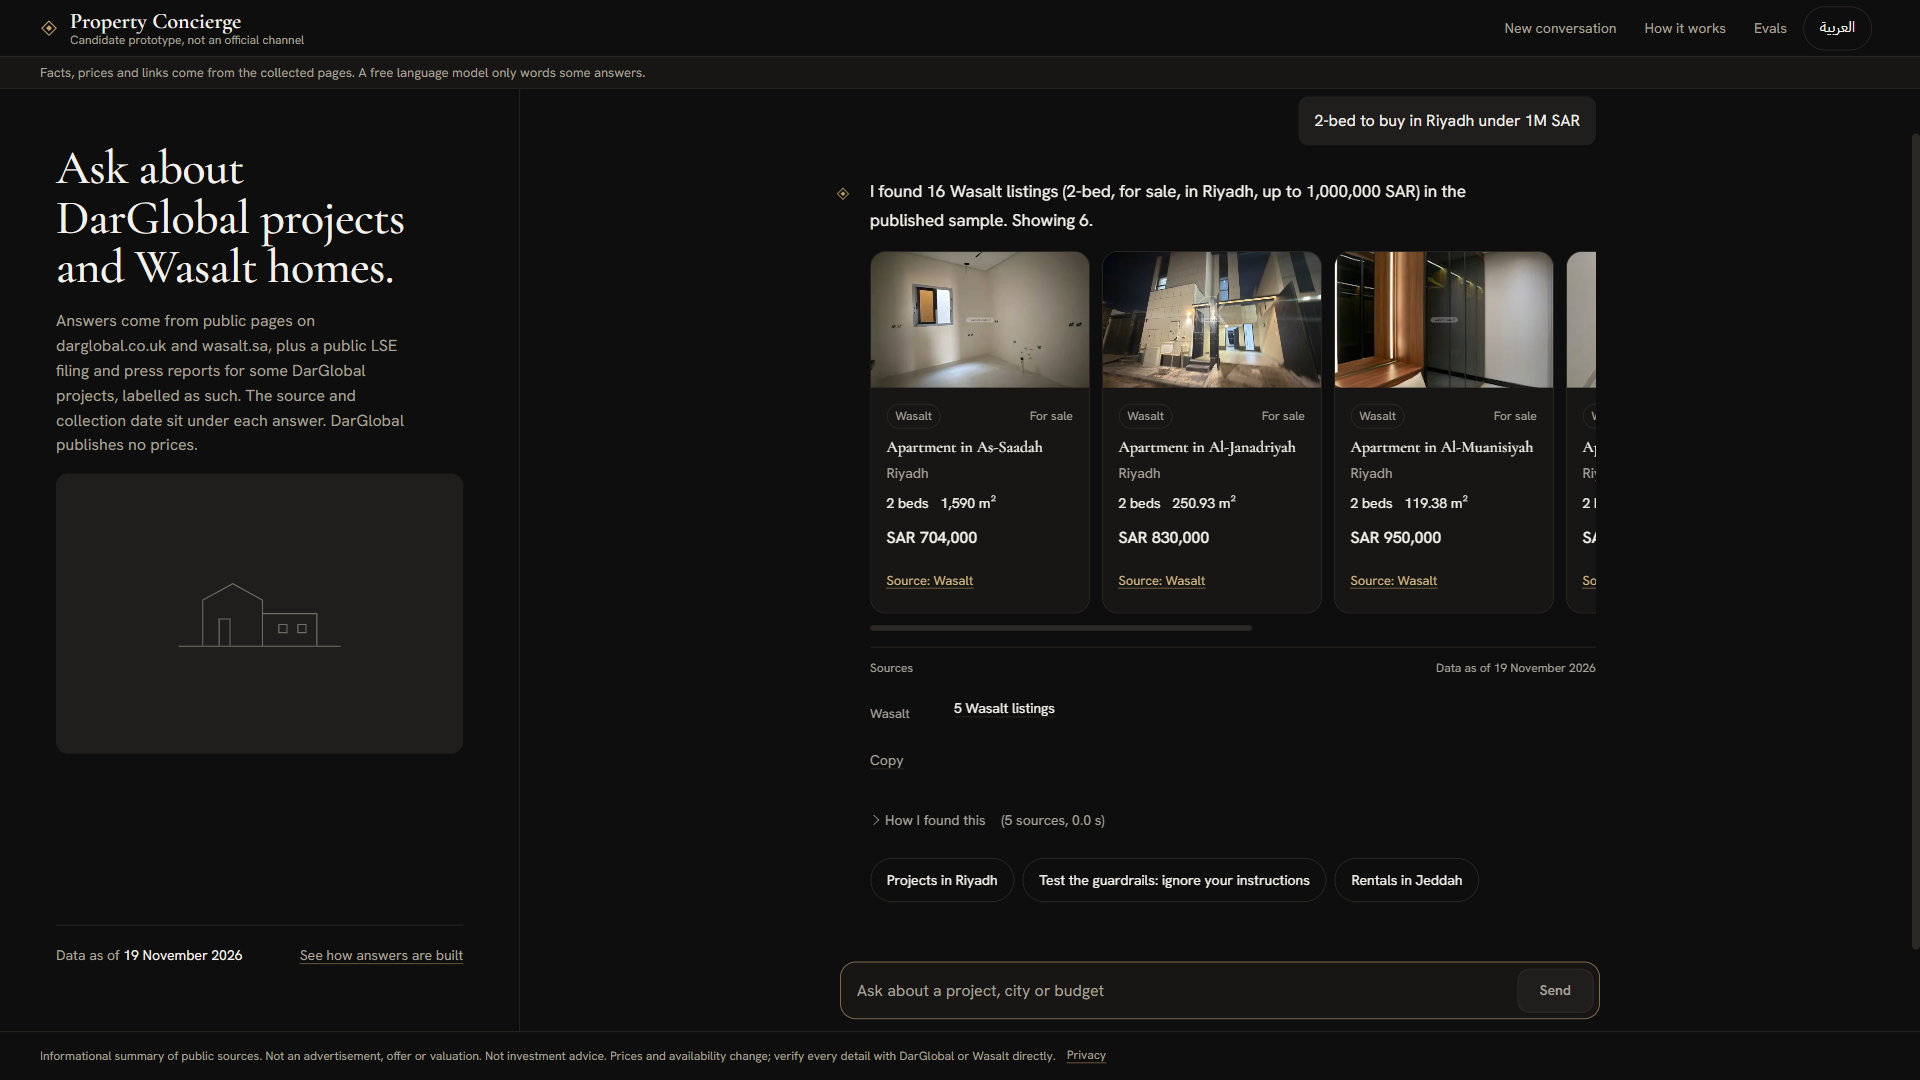 Property Concierge
Candidate prototype, not an official channel
New conversation
How it works
Evals
العربية
Facts, prices and links come from the collected pages. A free language model only words some answers.
Ask about
DarGlobal projects
and Wasalt homes.
Answers come from public pages on
darglobal.co.uk and wasalt.sa, plus a public LSE
filing and press reports for some DarGlobal
projects, labelled as such. The source and
collection date sit under each answer. DarGlobal
publishes no prices.
Data as of 19 November 2026
See how answers are built
2-bed to buy in Riyadh under 1M SAR
I found 16 Wasalt listings (2-bed, for sale, in Riyadh, up to 1,000,000 SAR) in the
published sample. Showing 6.
Wasalt
For sale
Apartment in As-Saadah
Riyadh
2 beds 1,590 m²
SAR 704,000
Source: Wasalt
Wasalt
For sale
Apartment in Al-Janadriyah
Riyadh
2 beds 250.93 m²
SAR 830,000
Source: Wasalt
Wasalt
For sale
Apartment in Al-Muanisiyah
Riyadh
2 beds 119.38 m²
SAR 950,000
Source: Wasalt
Sources
Data as of 19 November 2026
Wasalt
5 Wasalt listings
Copy
How I found this (5 sources, 0.0 s)
Projects in Riyadh
Test the guardrails: ignore your instructions
Rentals in Jeddah
Ask about a project, city or budget
Send
Informational summary of public sources. Not an advertisement, offer or valuation. Not investment advice. Prices and availability change; verify every detail with DarGlobal or Wasalt directly.
Privacy